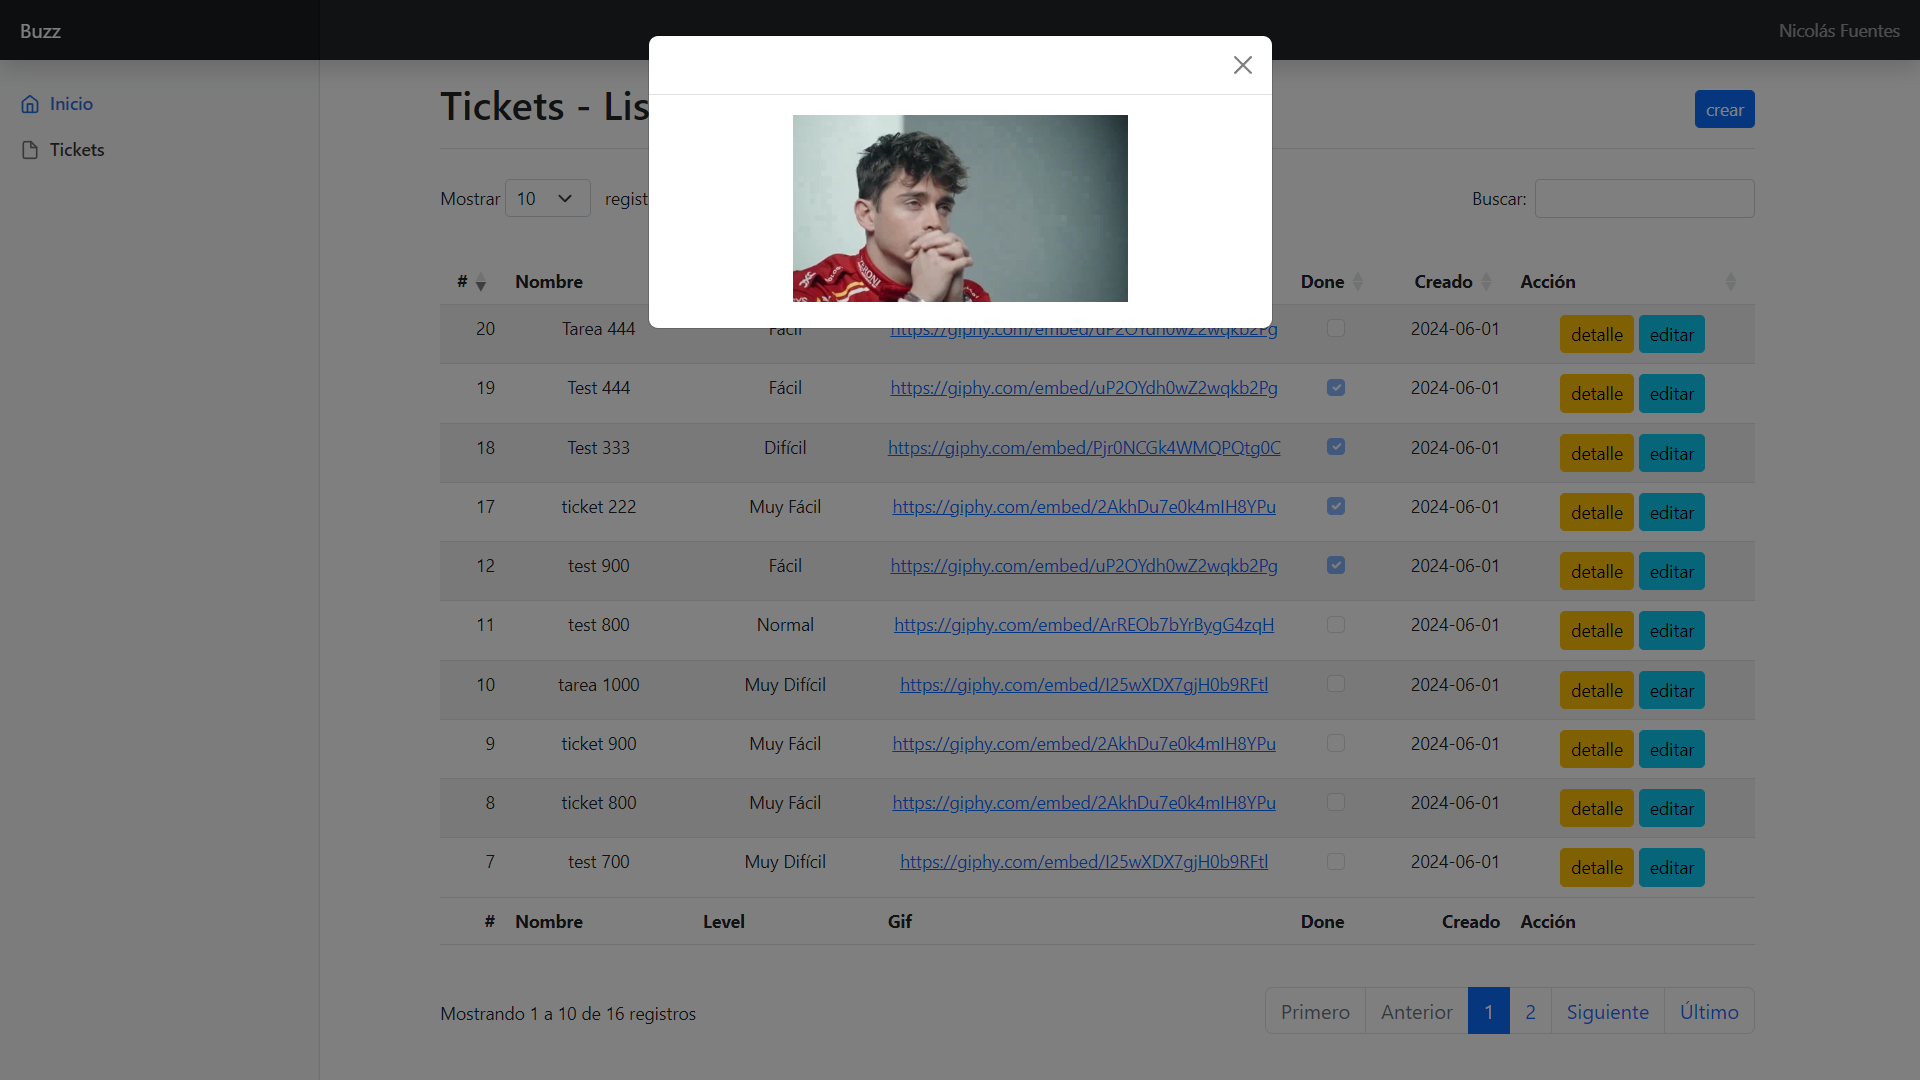 Buzz
Nicolás Fuentes
Inicio
Tickets
Tickets - Lis
crear
Mostrar 10 regist
Buscar:
# Nombre Done Creado Acción
20 Tarea 444 Fácil https://giphy.com/embed/uP2OYdh0wZ2wqkb2Pg 2024-06-01 detalle editar
19 Test 444 Fácil https://giphy.com/embed/uP2OYdh0wZ2wqkb2Pg 2024-06-01 detalle editar
18 Test 333 Difícil https://giphy.com/embed/Pjr0NCGk4WMQPQtg0C 2024-06-01 detalle editar
17 ticket 222 Muy Fácil https://giphy.com/embed/2AkhDu7e0k4mIH8YPu 2024-06-01 detalle editar
12 test 900 Fácil https://giphy.com/embed/uP2OYdh0wZ2wqkb2Pg 2024-06-01 detalle editar
11 test 800 Normal https://giphy.com/embed/ArREOb7bYrBygG4zqH 2024-06-01 detalle editar
10 tarea 1000 Muy Difícil https://giphy.com/embed/I25wXDX7gjH0b9RFtl 2024-06-01 detalle editar
9 ticket 900 Muy Fácil https://giphy.com/embed/2AkhDu7e0k4mIH8YPu 2024-06-01 detalle editar
8 ticket 800 Muy Fácil https://giphy.com/embed/2AkhDu7e0k4mIH8YPu 2024-06-01 detalle editar
7 test 700 Muy Difícil https://giphy.com/embed/I25wXDX7gjH0b9RFtl 2024-06-01 detalle editar
# Nombre Level Gif Done Creado Acción
Mostrando 1 a 10 de 16 registros
Primero Anterior 1 2 Siguiente Último